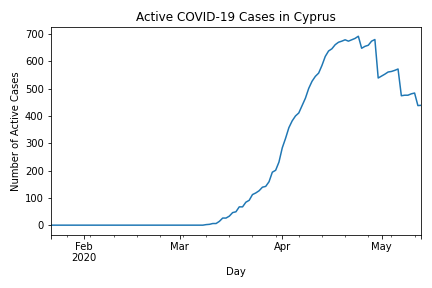 Active COVID-19 Cases in Cyprus
Number of Active Cases
700
600
500
400
300
200
100
0
Feb
2020
Mar
Apr
May
Day